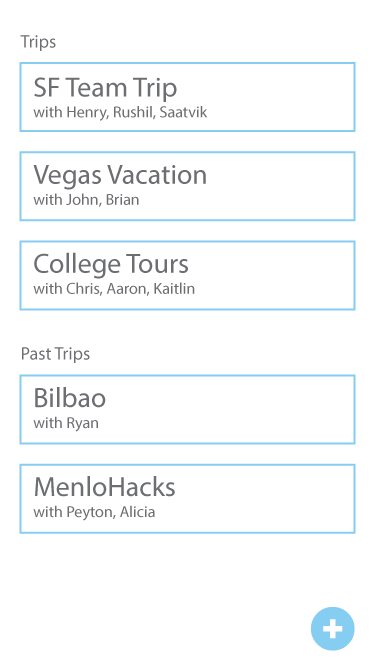 Trips
SF Team Trip
with Henry, Rushil, Saatvik
Vegas Vacation
with John, Brian
College Tours
with Chris, Aaron, Kaitlin
Past Trips
Bilbao
with Ryan
MenloHacks
with Peyton, Alicia